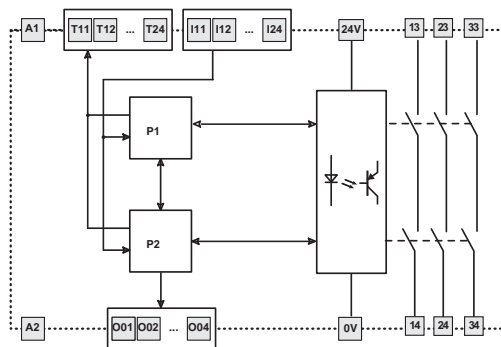 A1 T11 T12 ... T24 I11 I12 ... I24 24V 13 23 33
P1
P2
A2 O01 O02 ... O04 0V 14 24 34